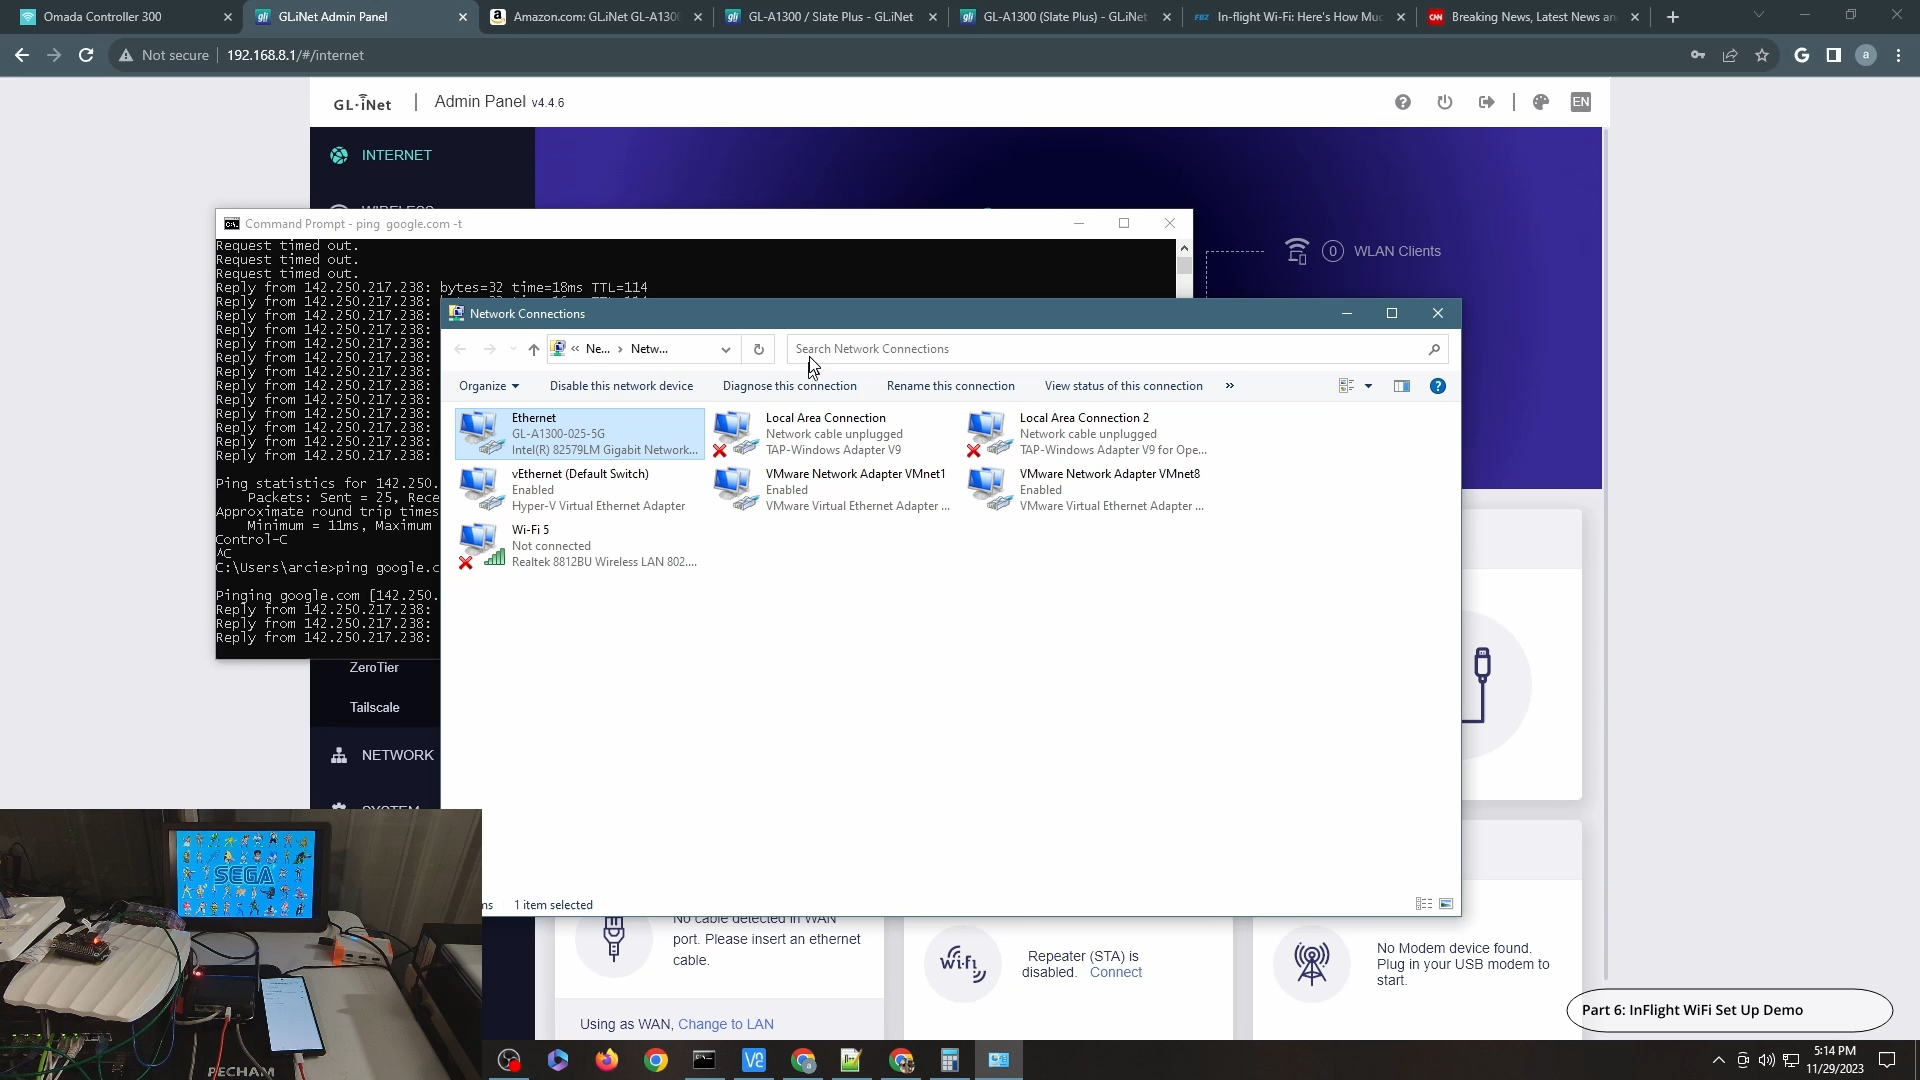 Omada Controller 300
GL.iNet Admin Panel
Amazon.com: GL.iNet GL-A130
GL-A1300 / Slate Plus - GL.iNet
GL-A1300 (Slate Plus) - GL.iNet
In-flight Wi-Fi: Here's How Muc
Breaking News, Latest News an
Not secure
192.168.8.1/#/internet
GL·iNet | Admin Panel v4.4.6
EN
INTERNET
WIRELESS
0 WLAN Clients
Command Prompt - ping google.com -t
Request timed out.
Request timed out.
Request timed out.
Reply from 142.250.217.238: bytes=32 time=18ms TTL=114
Reply from 142.250.217.238:
Reply from 142.250.217.238:
Reply from 142.250.217.238:
Reply from 142.250.217.238:
Reply from 142.250.217.238:
Reply from 142.250.217.238:
Reply from 142.250.217.238:
Reply from 142.250.217.238:
Reply from 142.250.217.238:
Reply from 142.250.217.238:
Reply from 142.250.217.238:
Reply from 142.250.217.238:
Ping statistics for 142.250.
Packets: Sent = 25, Rece
Approximate round trip times
Minimum = 11ms, Maximum
Control-C
^C
C:\Users\arcie>ping google.c
Pinging google.com [142.250.
Reply from 142.250.217.238:
Reply from 142.250.217.238:
Reply from 142.250.217.238:
Network Connections
« Ne... › Netw...
Search Network Connections
Organize
Disable this network device
Diagnose this connection
Rename this connection
View status of this connection
»
Ethernet
GL-A1300-025-5G
Intel(R) 82579LM Gigabit Network...
Local Area Connection
Network cable unplugged
TAP-Windows Adapter V9
Local Area Connection 2
Network cable unplugged
TAP-Windows Adapter V9 for Ope...
vEthernet (Default Switch)
Enabled
Hyper-V Virtual Ethernet Adapter
VMware Network Adapter VMnet1
Enabled
VMware Virtual Ethernet Adapter ...
VMware Network Adapter VMnet8
Enabled
VMware Virtual Ethernet Adapter ...
Wi-Fi 5
Not connected
Realtek 8812BU Wireless LAN 802....
ms 1 item selected
ZeroTier
Tailscale
NETWORK
SYSTEM
No cable detected in WAN
port. Please insert an ethernet
cable.
Using as WAN, Change to LAN
Wi-Fi
Repeater (STA) is
disabled. Connect
No Modem device found.
Plug in your USB modem to
start.
Part 6: InFlight WiFi Set Up Demo
SEGA
PECHAM
5:14 PM
11/29/2023